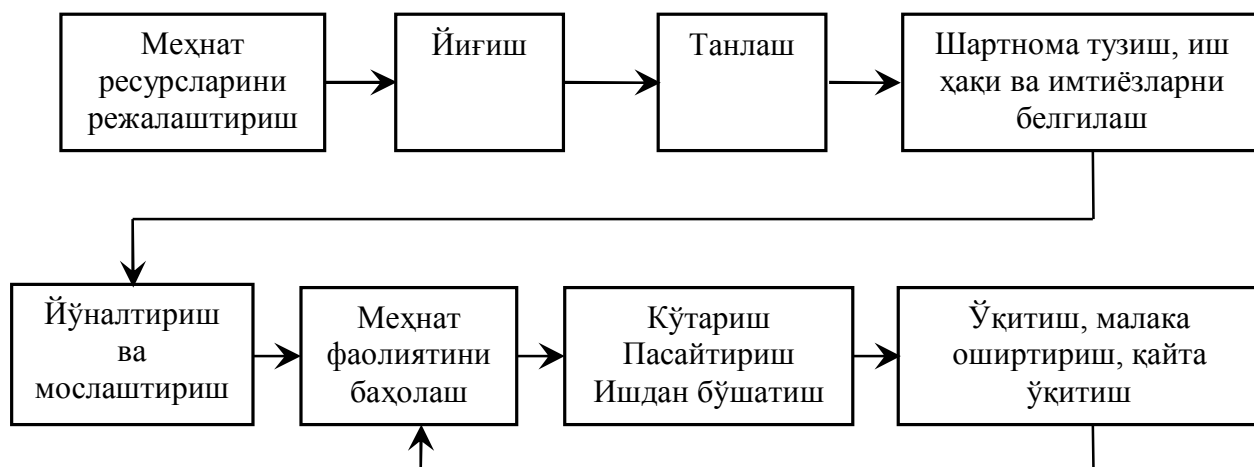 Меҳнат
ресурсларини
режалаштириш
Йиғиш
Танлаш
Шартнома тузиш, иш
ҳақи ва имтиёзларни
белгилаш
Йўналтириш
ва
мослаштириш
Меҳнат
фаолиятини
баҳолаш
Кўтариш
Пасайтириш
Ишдан бўшатиш
Ўқитиш, малака
оширтириш, қайта
ўқитиш